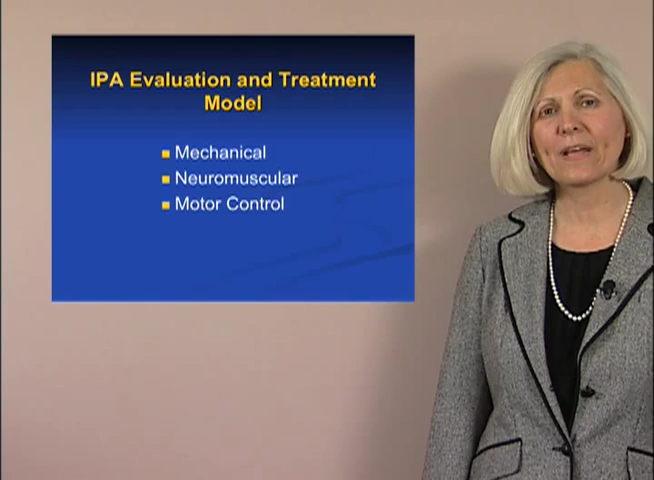 IPA Evaluation and Treatment
Model
Mechanical
Neuromuscular
Motor Control